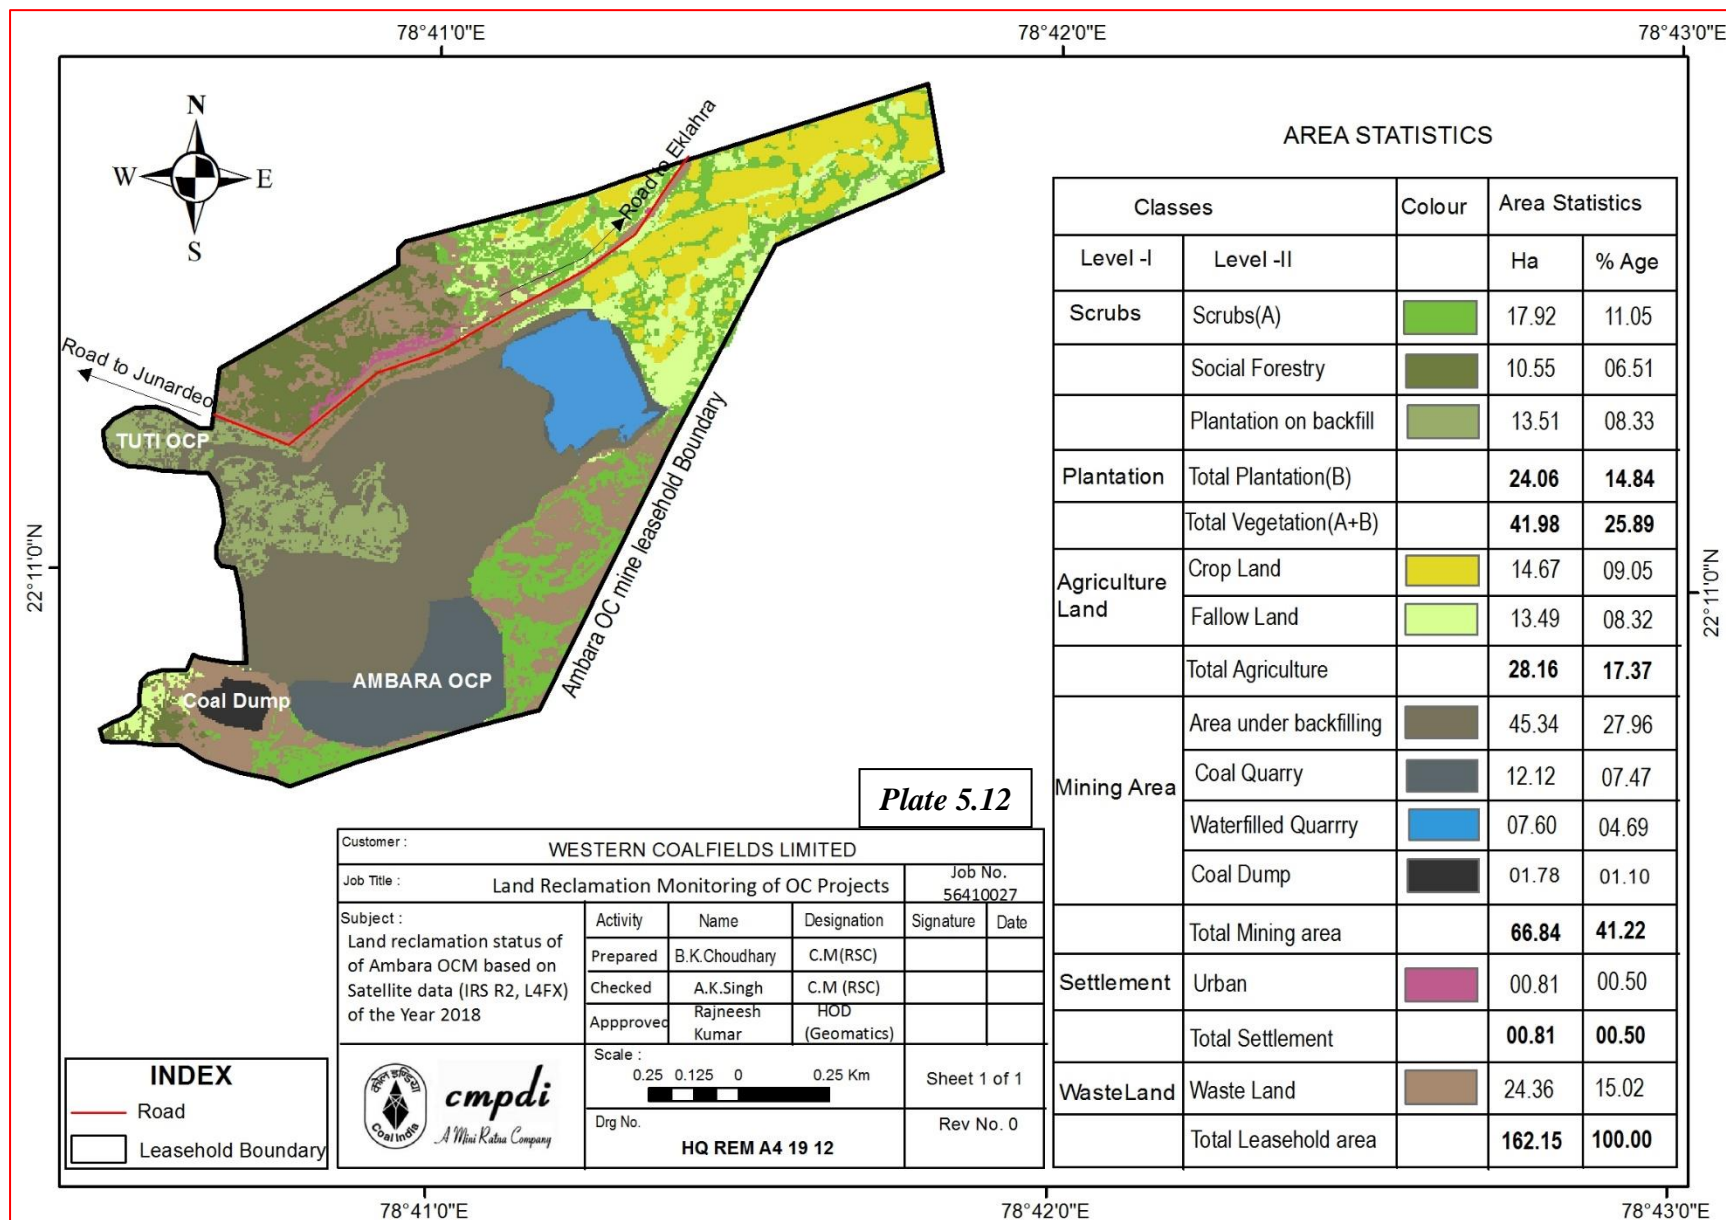 78°41'0"E
78°42'0"E
78°43'0"E
N
W
E
S
Road to Eklahra
Road to Junardeo
TUTI OCP
22°11'0"N
22°11'0"N
Ambara OC mine leasehold Boundary
AMBARA OCP
Coal Dump
Plate 5.12
AREA STATISTICS
Classes Colour Area Statistics
Level -I Level -II Ha % Age
Scrubs Scrubs(A) 17.92 11.05
Social Forestry 10.55 06.51
Plantation on backfill 13.51 08.33
Plantation Total Plantation(B) 24.06 14.84
Total Vegetation(A+B) 41.98 25.89
Agriculture
Land
Crop Land 14.67 09.05
Fallow Land 13.49 08.32
Total Agriculture 28.16 17.37
Mining Area
Area under backfilling 45.34 27.96
Coal Quarry 12.12 07.47
Waterfilled Quarrry 07.60 04.69
Coal Dump 01.78 01.10
Total Mining area 66.84 41.22
Settlement Urban 00.81 00.50
Total Settlement 00.81 00.50
WasteLand Waste Land 24.36 15.02
Total Leasehold area 162.15 100.00
Customer : WESTERN COALFIELDS LIMITED
Job Title : Land Reclamation Monitoring of OC Projects
Job No.
56410027
Subject :
Land reclamation status of
of Ambara OCM based on
Satellite data (IRS R2, L4FX)
of the Year 2018
Activity Name Designation Signature Date
Prepared B.K.Choudhary C.M(RSC)
Checked A.K.Singh C.M (RSC)
Appproved Rajneesh Kumar HOD (Geomatics)
कोल इण्डिया
Coal India
cmpdi
A Mini Ratna Company
Scale :
0.25 0.125 0 0.25 Km
Sheet 1 of 1
Drg No.
HQ REM A4 19 12
Rev No. 0
INDEX
Road
Leasehold Boundary
78°41'0"E
78°42'0"E
78°43'0"E